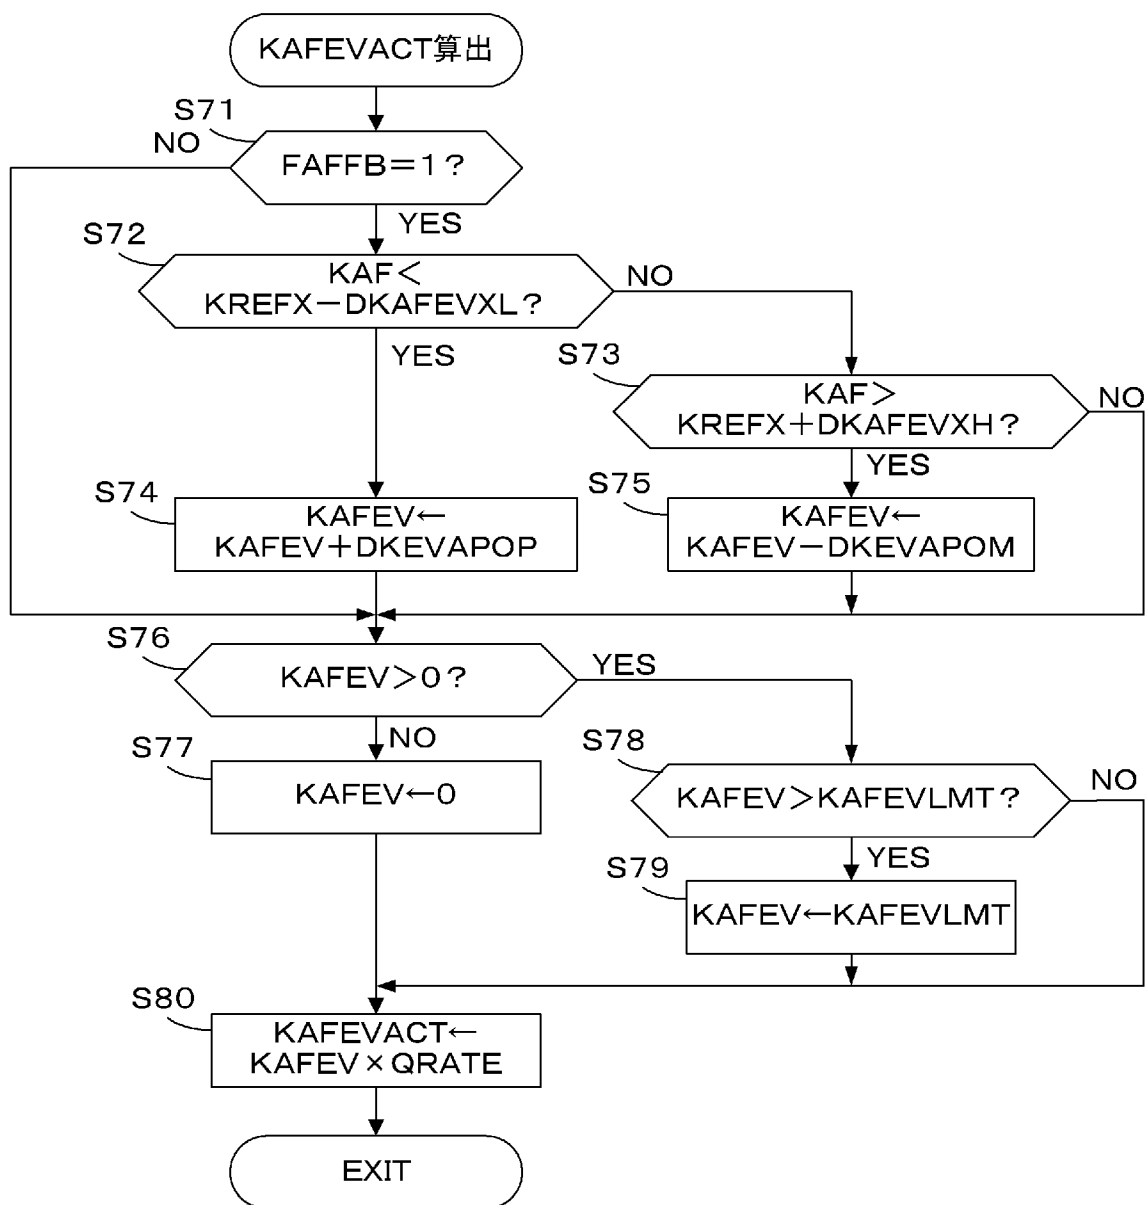 KAFEVACT算出
S71
NO
FAFFB=1?
YES
S72
KAF<
KREFX-DKAFEVXL?
NO
YES
S73
KAF>
KREFX+DKAFEVXH?
NO
YES
S74
KAFEV←
KAFEV+DKEVAPOP
S75
KAFEV←
KAFEV-DKEVAPOM
S76
KAFEV>0?
YES
NO
S77
KAFEV←0
S78
KAFEV>KAFEVLMT?
NO
YES
S79
KAFEV←KAFEVLMT
S80
KAFEVACT←
KAFEV×QRATE
EXIT